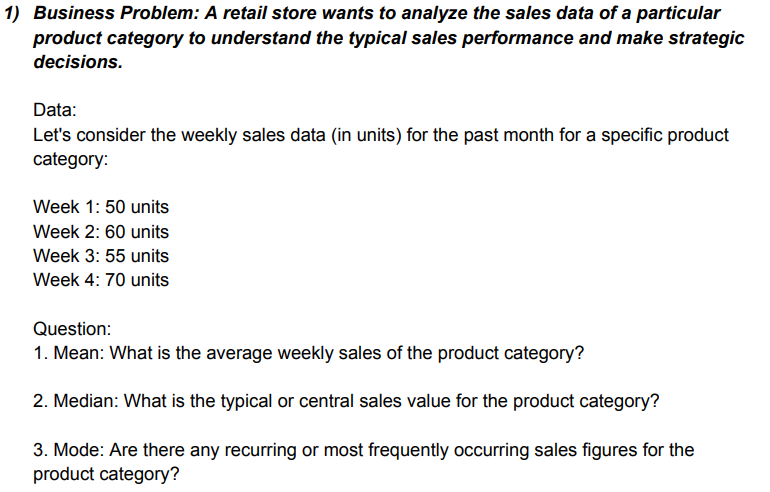 1) Business Problem: A retail store wants to analyze the sales data of a particular
product category to understand the typical sales performance and make strategic
decisions.
Data:
Let's consider the weekly sales data (in units) for the past month for a specific product
category:
Week 1: 50 units
Week 2: 60 units
Week 3: 55 units
Week 4: 70 units
Question:
1. Mean: What is the average weekly sales of the product category?
2. Median: What is the typical or central sales value for the product category?
3. Mode: Are there any recurring or most frequently occurring sales figures for the
product category?